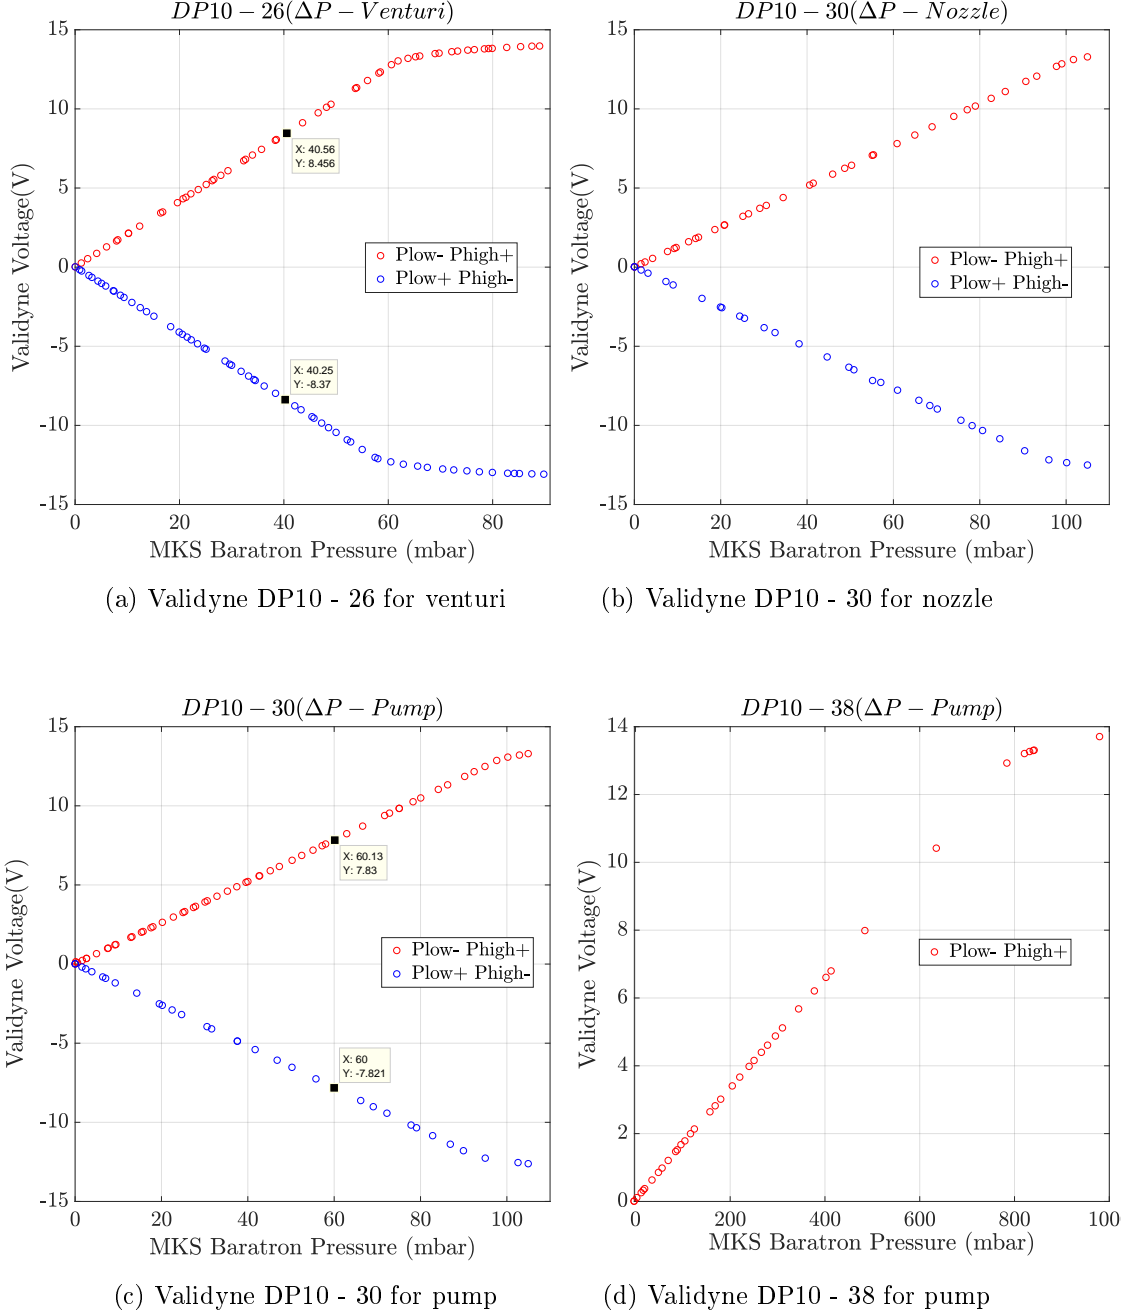 DP10 − 26(ΔP − Venturi)
15
10
5
0
-5
-10
-15
Validyne Voltage(V)
X: 40.56
Y: 8.456
Plow- Phigh+
Plow+ Phigh-
X: 40.25
Y: -8.37
0 20 40 60 80
MKS Baratron Pressure (mbar)
(a) Validyne DP10 - 26 for venturi
DP10 − 30(ΔP − Nozzle)
15
10
5
0
-5
-10
-15
Validyne Voltage(V)
Plow- Phigh+
Plow+ Phigh-
0 20 40 60 80 100
MKS Baratron Pressure (mbar)
(b) Validyne DP10 - 30 for nozzle
DP10 − 30(ΔP − Pump)
15
10
5
0
-5
-10
-15
Validyne Voltage(V)
X: 60.13
Y: 7.83
Plow- Phigh+
Plow+ Phigh-
X: 60
Y: -7.821
0 20 40 60 80 100
MKS Baratron Pressure (mbar)
(c) Validyne DP10 - 30 for pump
DP10 − 38(ΔP − Pump)
14
12
10
8
6
4
2
0
Validyne Voltage(V)
Plow- Phigh+
0 200 400 600 800 100
MKS Baratron Pressure (mbar)
(d) Validyne DP10 - 38 for pump